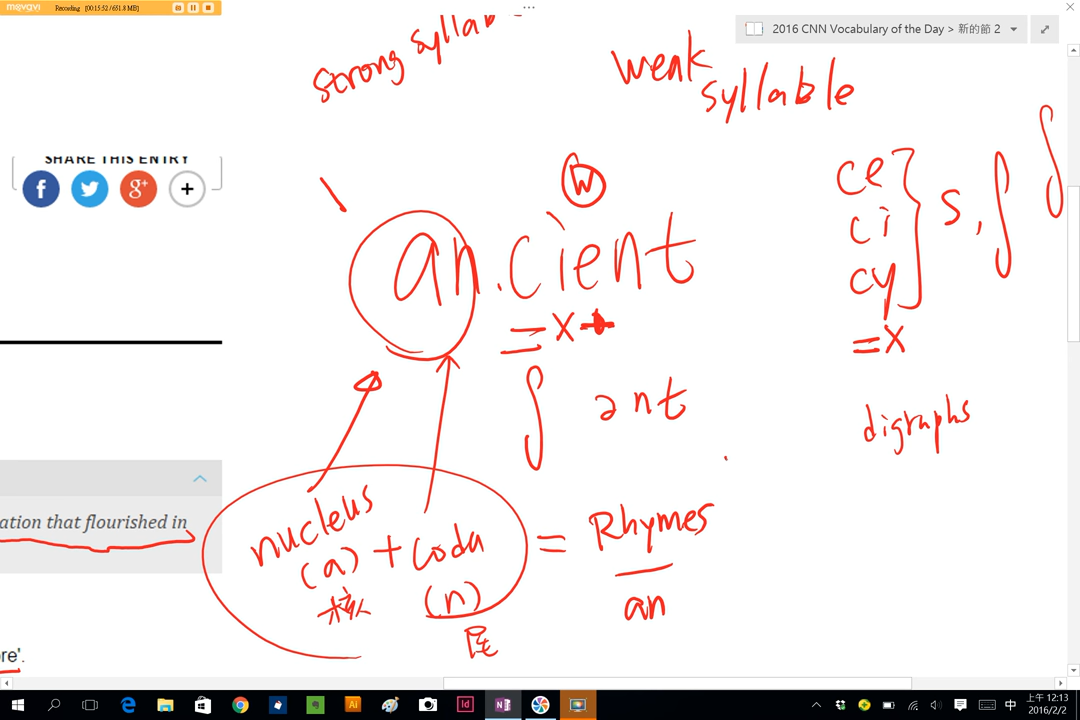 movavi Recording [00:15:52 / 651.8 MB]
2016 CNN Vocabulary of the Day > 新的節 2
strong syllab
weak
syllable
SHARE THIS ENTRY
W
an.cient
= x
ʃ ənt
ce
ci
cy
s, ʃ
= x
digraphs
ation that flourished in
nucleus
(a) + coda = Rhymes
核 (n) an
尾
re'.
中
上午 12:13
2016/2/2